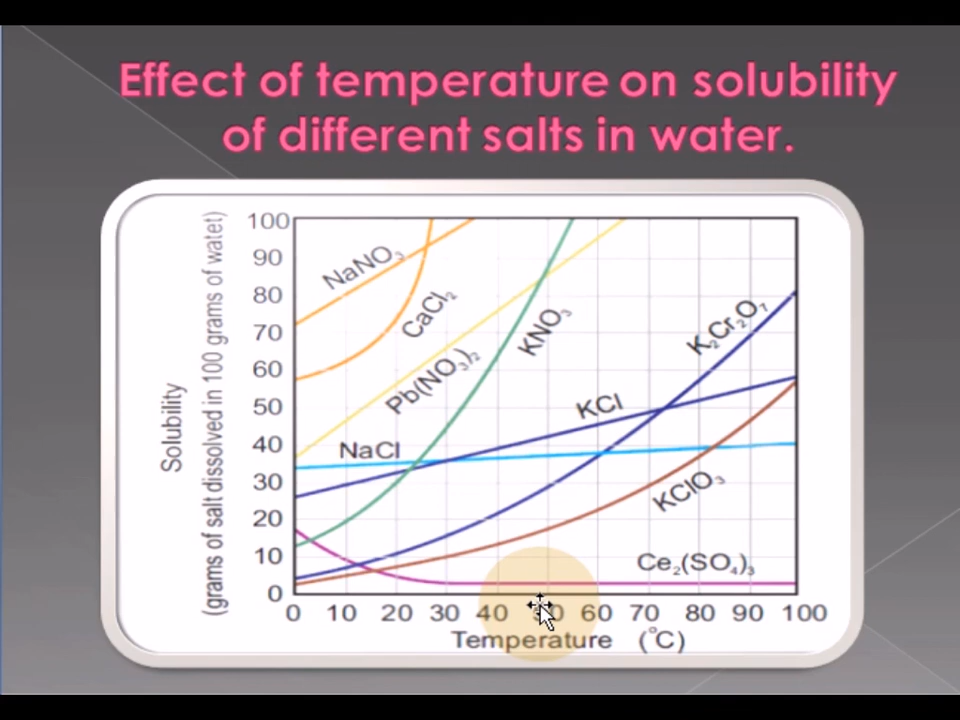 Effect of temperature on solubility
of different salts in water.
Solubility
(grams of salt dissolved in 100 grams of watet)
100
90
80
70
60
50
40
30
20
10
0
NaNO₃
CaCl₂
Pb(NO₃)₂
KNO₃
K₂Cr₂O₇
KCl
NaCl
KClO₃
Ce₂(SO₄)₃
0 10 20 30 40 50 60 70 80 90 100
Temperature (°C)